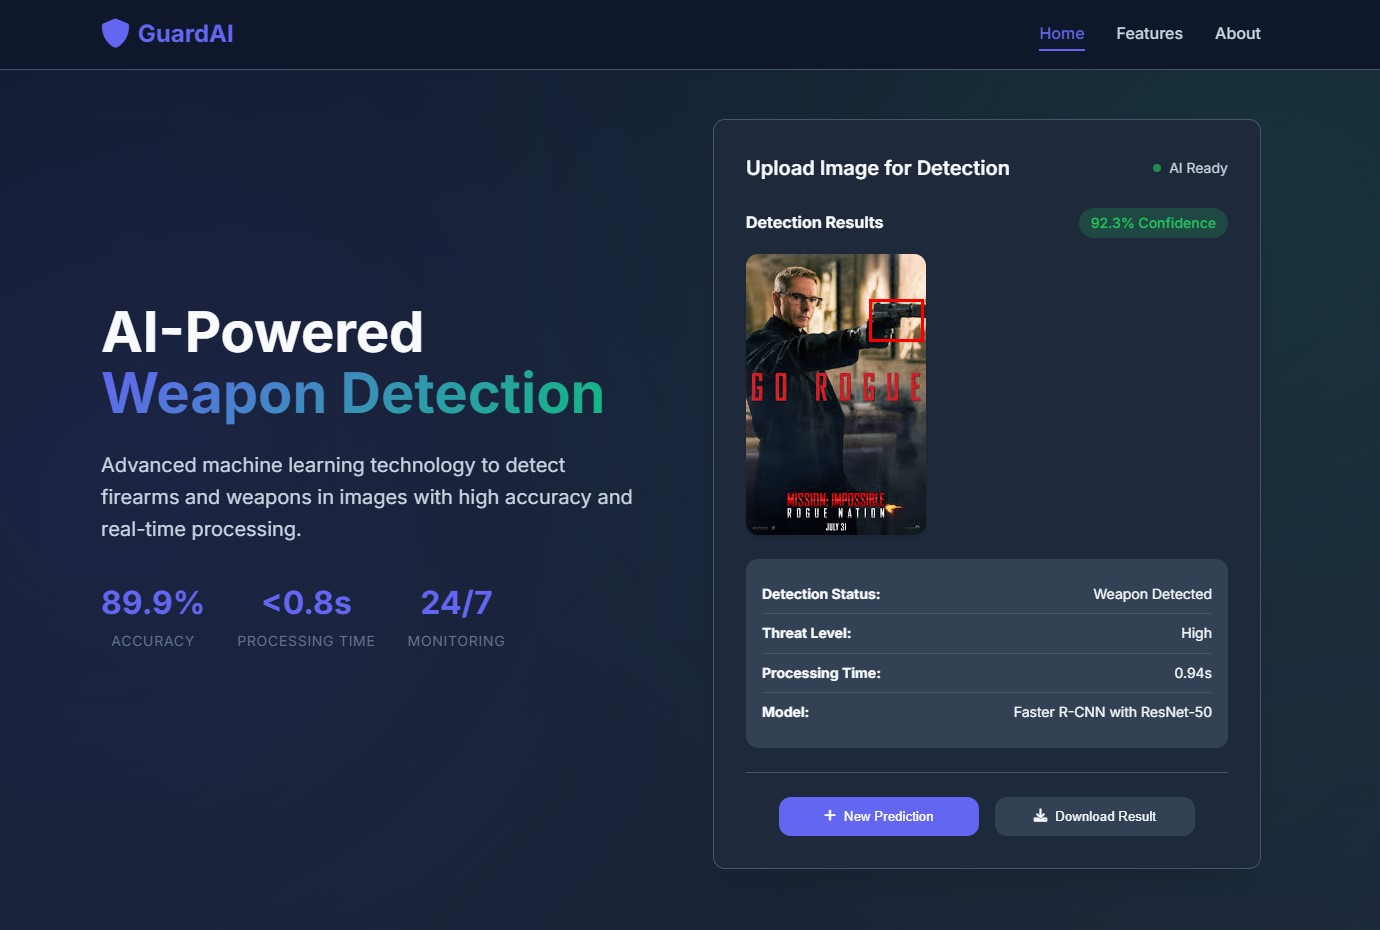 GuardAI
Home Features About
AI-Powered
Weapon Detection
Advanced machine learning technology to detect
firearms and weapons in images with high accuracy and
real-time processing.
89.9% <0.8s 24/7
ACCURACY PROCESSING TIME MONITORING
Upload Image for Detection
AI Ready
Detection Results
92.3% Confidence
GO ROGUE
MISSION: IMPOSSIBLE
ROGUE NATION
JULY 31
Detection Status: Weapon Detected
Threat Level: High
Processing Time: 0.94s
Model: Faster R-CNN with ResNet-50
New Prediction
Download Result